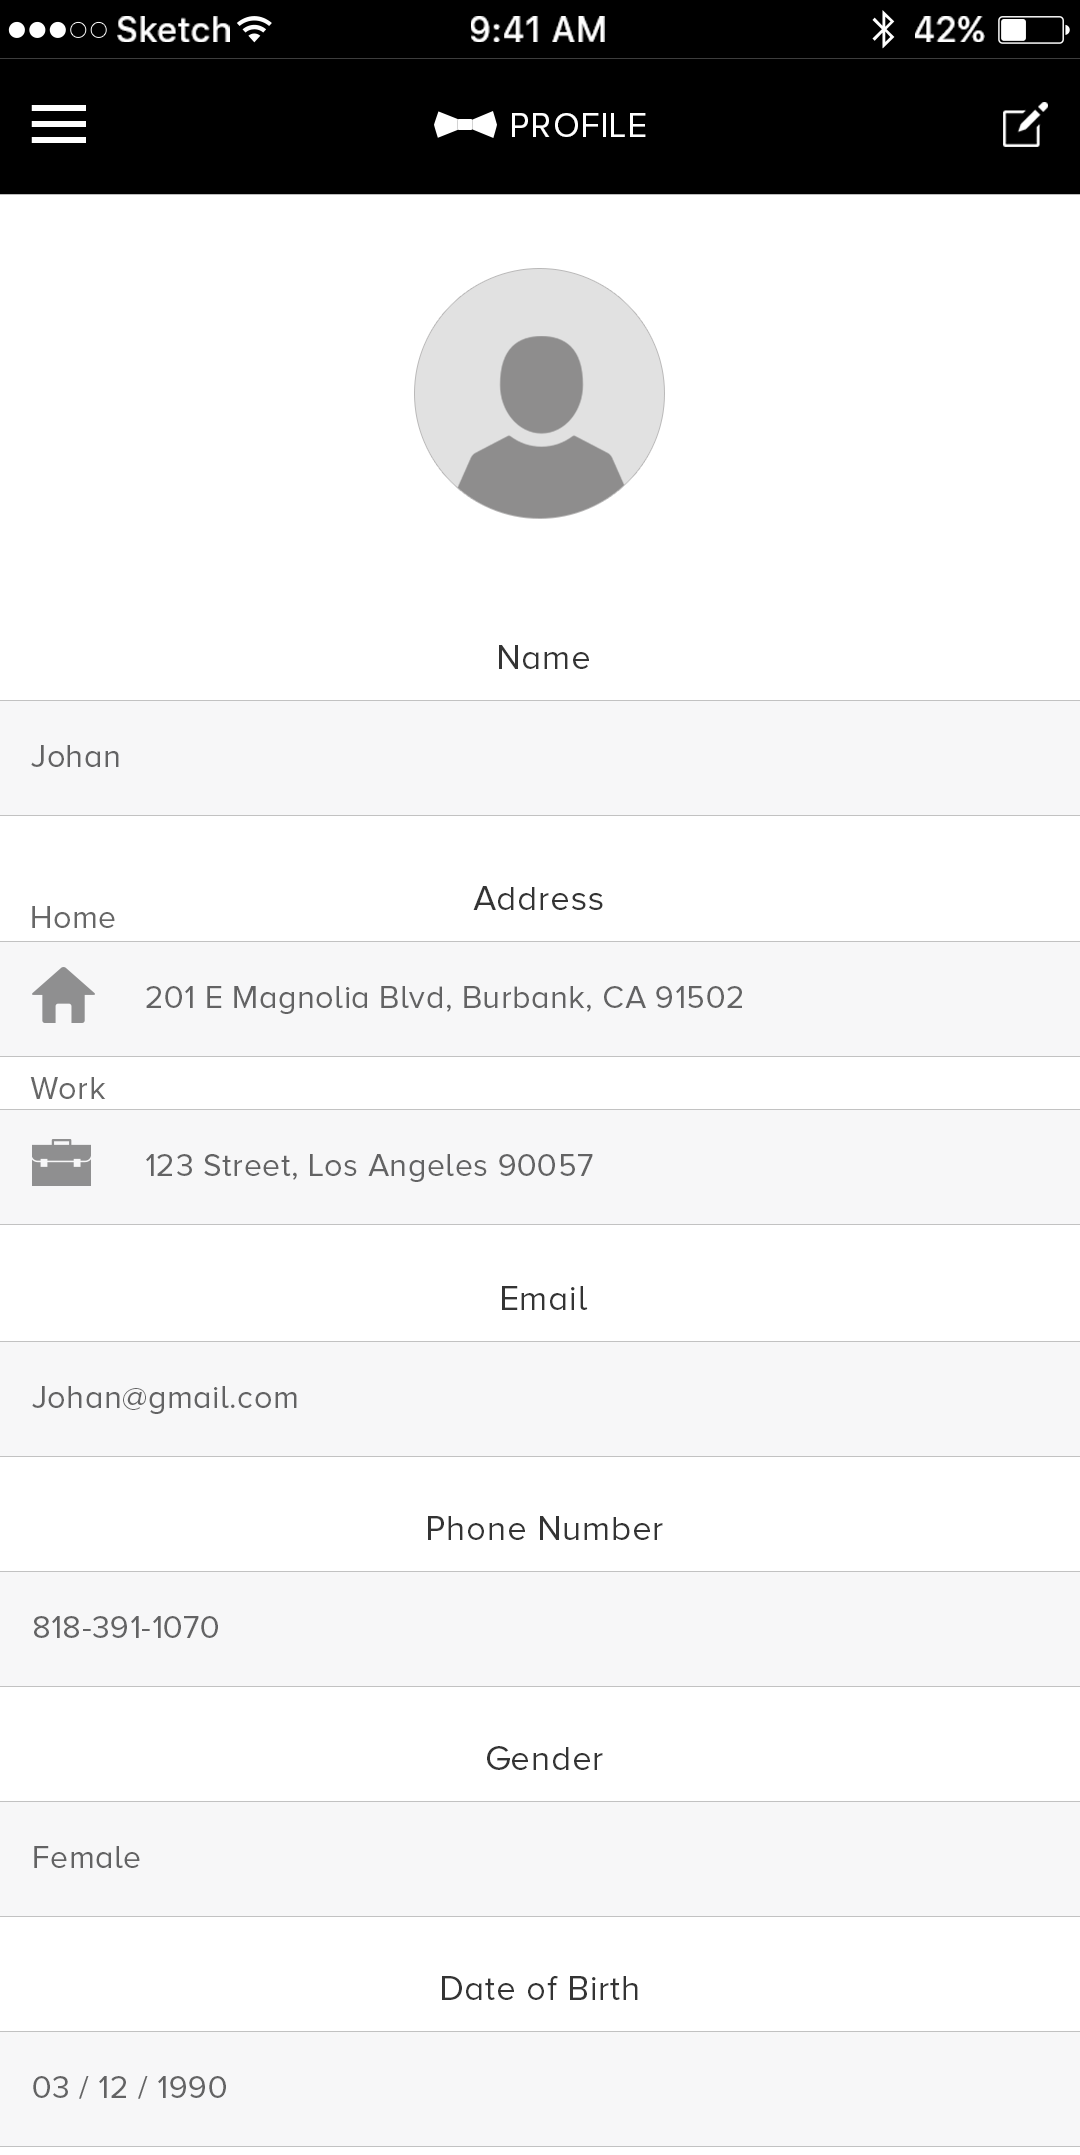 Sketch 9:41 AM 42%
PROFILE
Name
Johan
Address
Home
201 E Magnolia Blvd, Burbank, CA 91502
Work
123 Street, Los Angeles 90057
Email
Johan@gmail.com
Phone Number
818-391-1070
Gender
Female
Date of Birth
03 / 12 / 1990